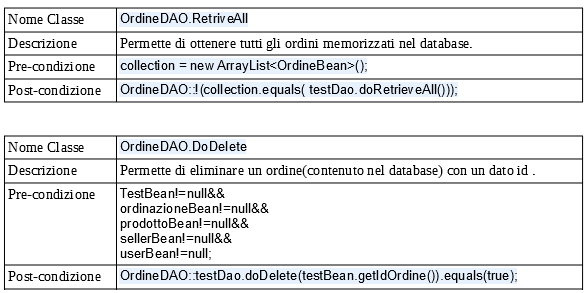 Nome Classe OrdineDAO.RetriveAll
Descrizione Permette di ottenere tutti gli ordini memorizzati nel database.
Pre-condizione collection = new ArrayList<OrdineBean>();
Post-condizione OrdineDAO::!(collection.equals( testDao.doRetrieveAll()));
Nome Classe OrdineDAO.DoDelete
Descrizione Permette di eliminare un ordine(contenuto nel database) con un dato id .
Pre-condizione TestBean!=null&&
ordinazioneBean!=null&&
prodottoBean!=null&&
sellerBean!=null&&
userBean!=null;
Post-condizione OrdineDAO::testDao.doDelete(testBean.getIdOrdine()).equals(true);